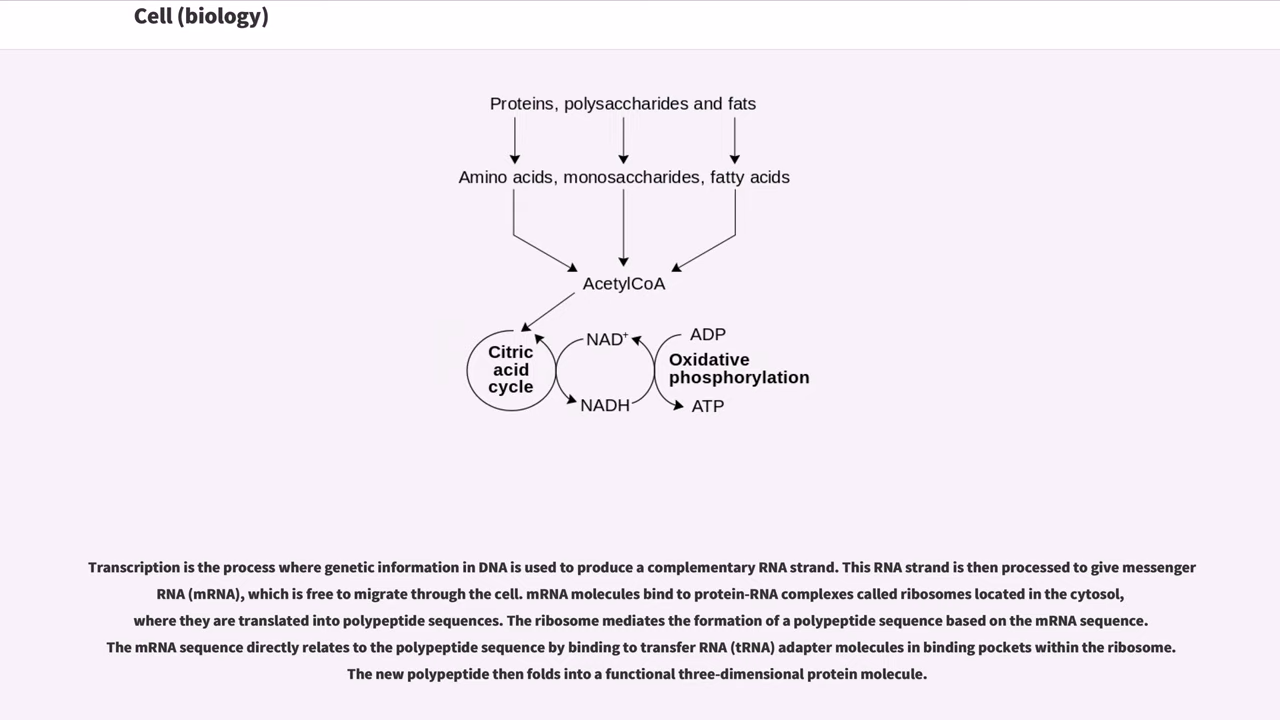 Cell (biology)
Proteins, polysaccharides and fats
Amino acids, monosaccharides, fatty acids
AcetylCoA
Citric
acid
cycle
NAD+
NADH
ADP
Oxidative
phosphorylation
ATP
Transcription is the process where genetic information in DNA is used to produce a complementary RNA strand. This RNA strand is then processed to give messenger
RNA (mRNA), which is free to migrate through the cell. mRNA molecules bind to protein-RNA complexes called ribosomes located in the cytosol,
where they are translated into polypeptide sequences. The ribosome mediates the formation of a polypeptide sequence based on the mRNA sequence.
The mRNA sequence directly relates to the polypeptide sequence by binding to transfer RNA (tRNA) adapter molecules in binding pockets within the ribosome.
The new polypeptide then folds into a functional three-dimensional protein molecule.